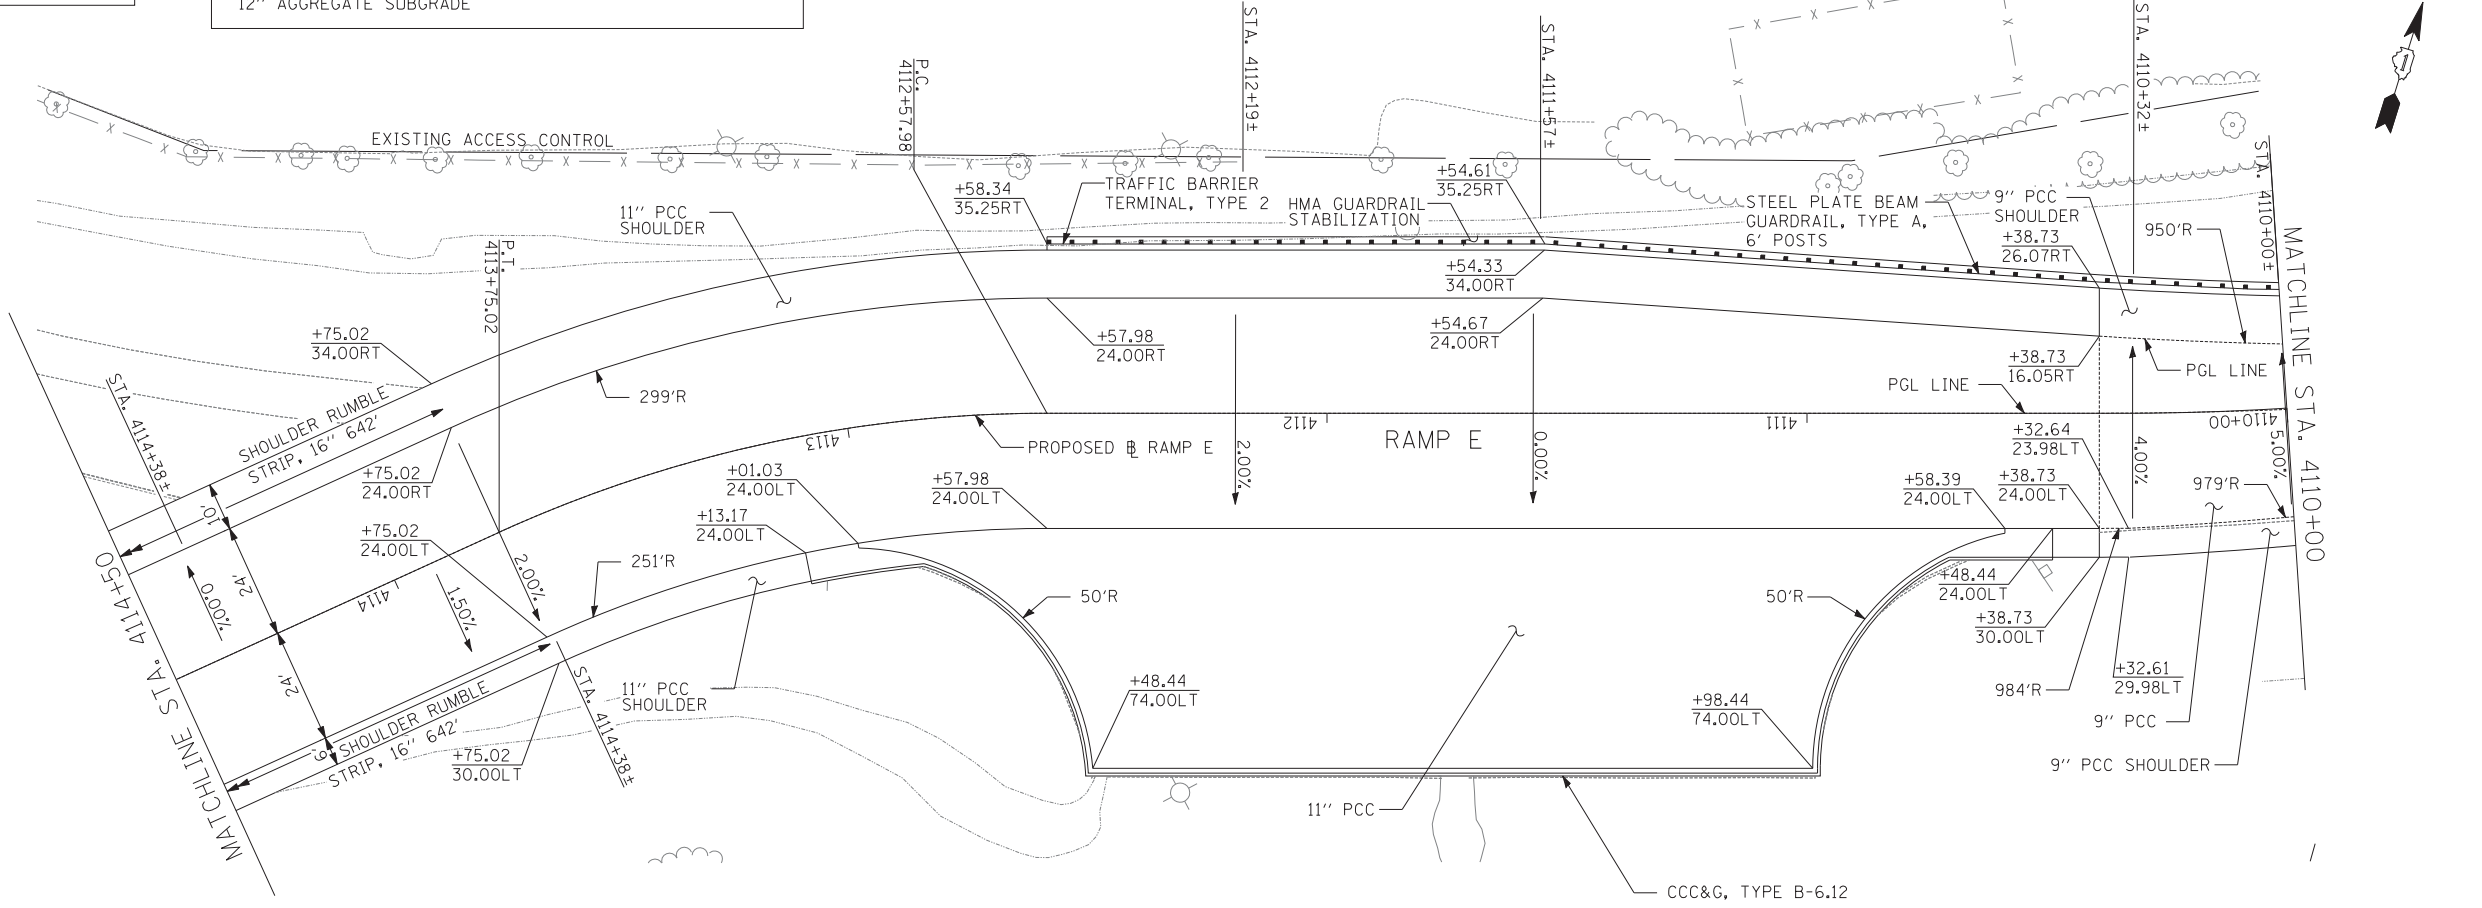 12'' AGGREGATE SUBGRADE
EXISTING ACCESS CONTROL
P.C.
4112+57.98
STA. 4112+19±
STA. 4111+57±
STA. 4110+32±
STA. 4110+00±
1
MATCHLINE STA. 4110+00
11'' PCC
SHOULDER
P.T.
4113+75.02
+58.34
35.25RT
TRAFFIC BARRIER
TERMINAL, TYPE 2
HMA GUARDRAIL
STABILIZATION
+54.61
35.25RT
STEEL PLATE BEAM
GUARDRAIL, TYPE A,
6' POSTS
9'' PCC
SHOULDER
+38.73
26.07RT
950'R
+54.33
34.00RT
+75.02
34.00RT
299'R
+57.98
24.00RT
+54.67
24.00RT
+38.73
16.05RT
PGL LINE
PGL LINE
STA. 4114+38±
SHOULDER RUMBLE
STRIP, 16'' 642'
+75.02
24.00RT
4113
4112
4111
4110+00
PROPOSED ℄ RAMP E
RAMP E
2.00%
0.00%
4.00%
5.00%
+32.64
23.98LT
+01.03
24.00LT
+57.98
24.00LT
+58.39
24.00LT
+38.73
24.00LT
979'R
+13.17
24.00LT
+75.02
24.00LT
10'
24'
24'
6'
0.00%
4114
1.50%
2.00%
251'R
50'R
50'R
+48.44
24.00LT
+38.73
30.00LT
MATCHLINE STA. 4114+50
SHOULDER RUMBLE
STRIP, 16'' 642'
11'' PCC
SHOULDER
STA. 4114+38±
+75.02
30.00LT
+48.44
74.00LT
+98.44
74.00LT
984'R
+32.61
29.98LT
9'' PCC
9'' PCC SHOULDER
11'' PCC
CCC&G, TYPE B-6.12